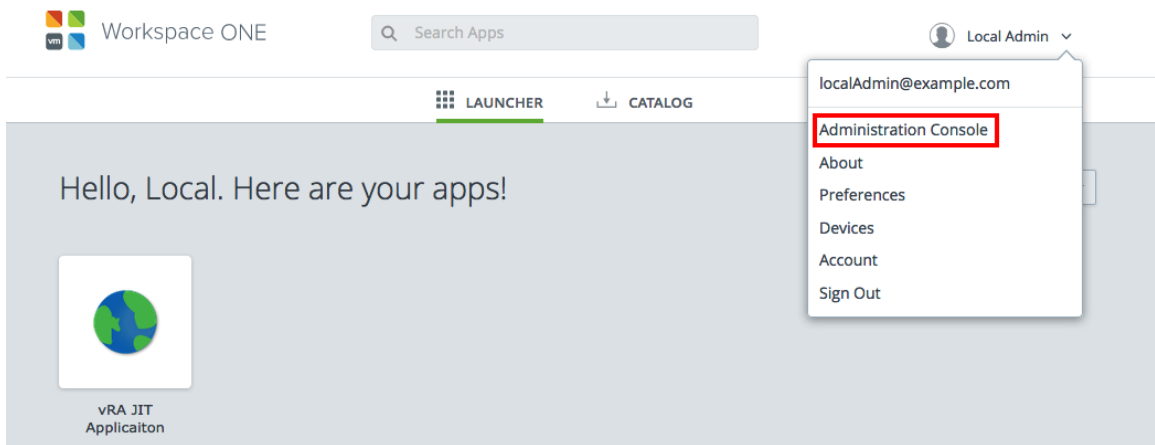 vm
Workspace ONE
Search Apps
Local Admin
LAUNCHER
CATALOG
localAdmin@example.com
Administration Console
About
Preferences
Devices
Account
Sign Out
Hello, Local. Here are your apps!
vRA JIT
Applicaiton